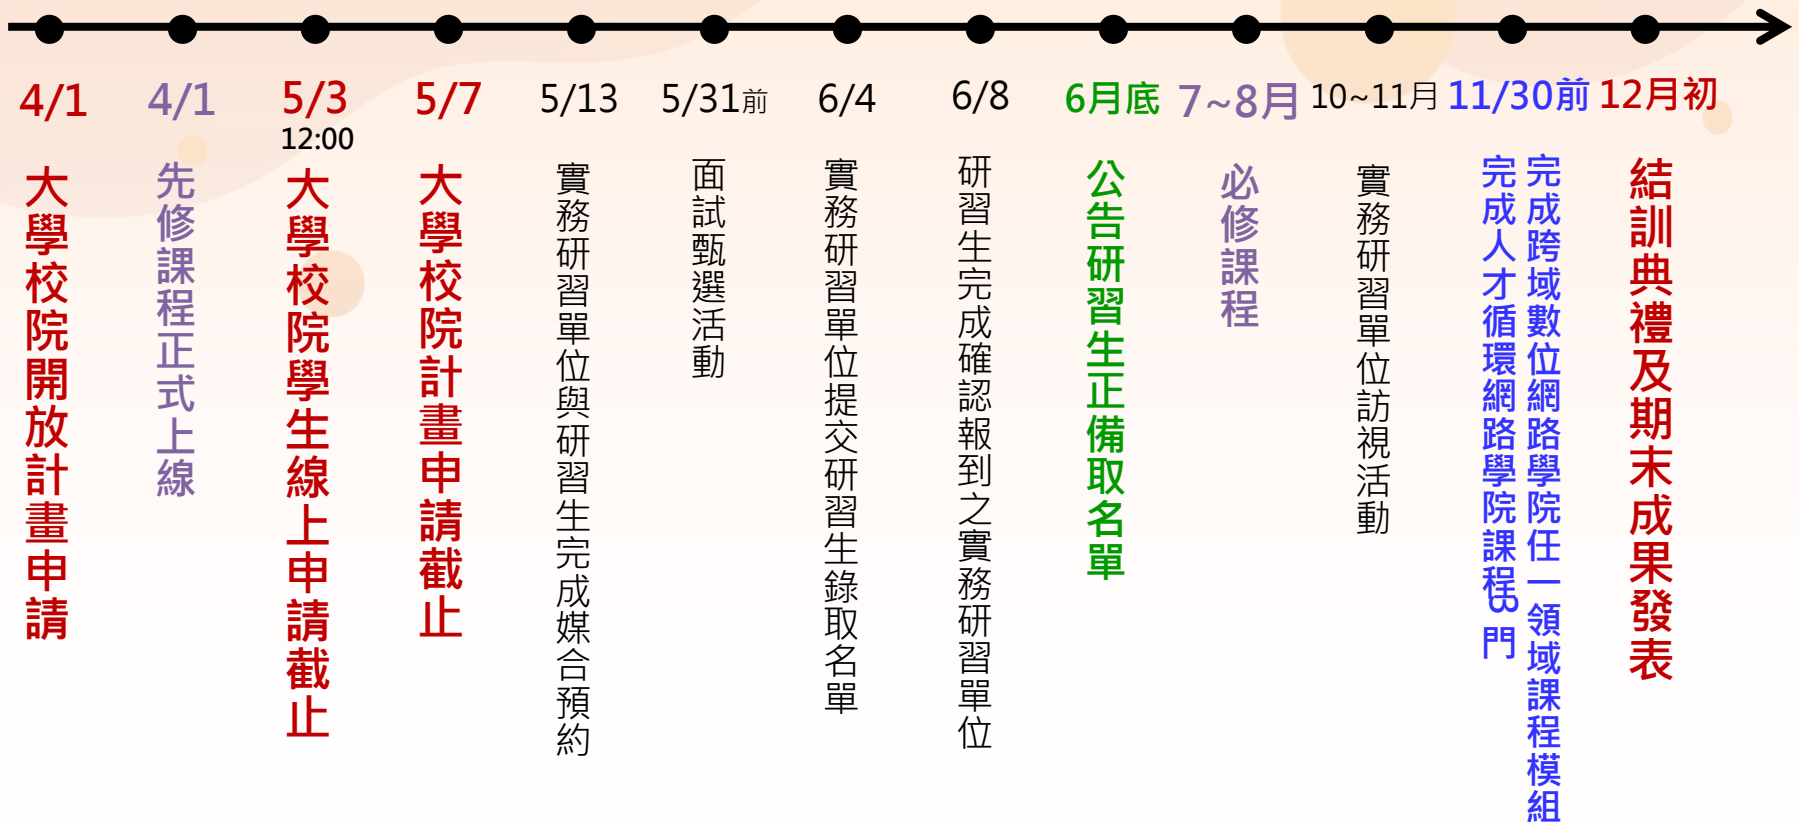 4/1
大學校院開放計畫申請
4/1
先修課程正式上線
5/3
12:00
大學校院學生線上申請截止
5/7
大學校院計畫申請截止
5/13
實務研習單位與研習生完成媒合預約
5/31前
面試甄選活動
6/4
實務研習單位提交研習生錄取名單
6/8
研習生完成確認報到之實務研習單位
6月底
公告研習生正備取名單
7~8月
必修課程
10~11月
實務研習單位訪視活動
11/30前
完成跨域數位網路學院任一領域課程模組
完成人才循環網路學院課程3門
12月初
結訓典禮及期末成果發表